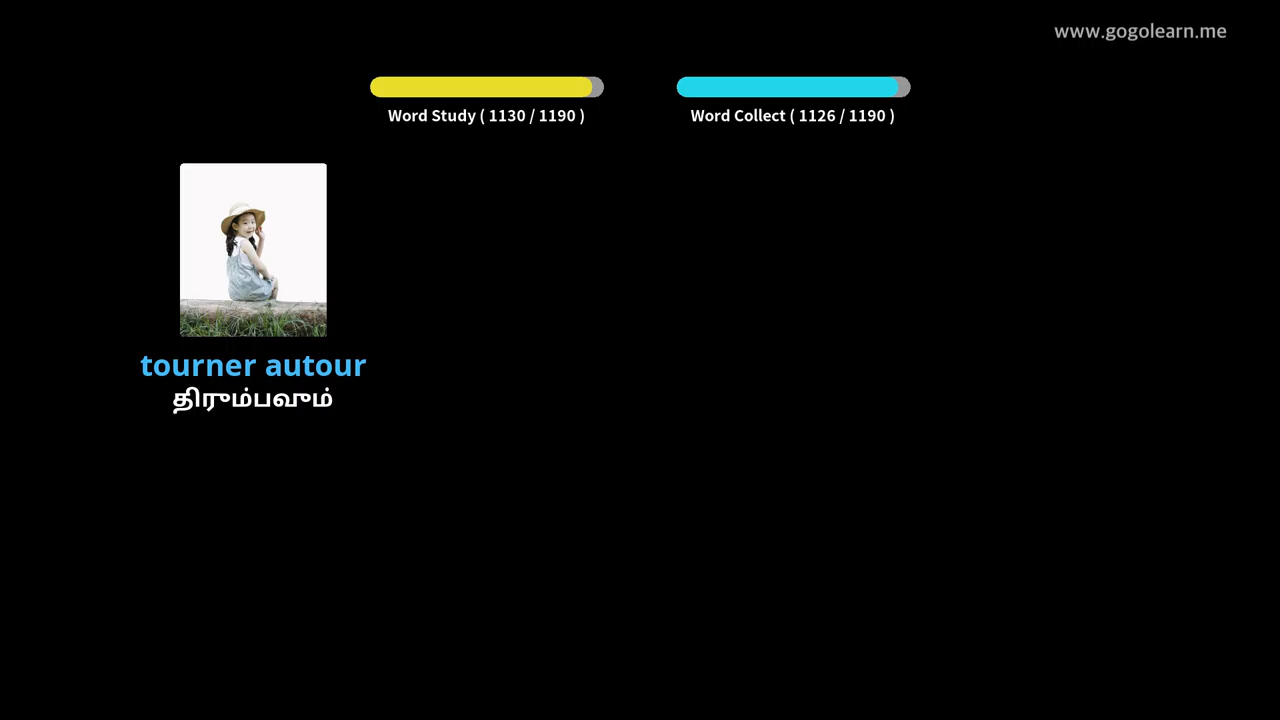 www.gogolearn.me
Word Study ( 1130 / 1190 )
Word Collect ( 1126 / 1190 )
tourner autour
திரும்பவும்